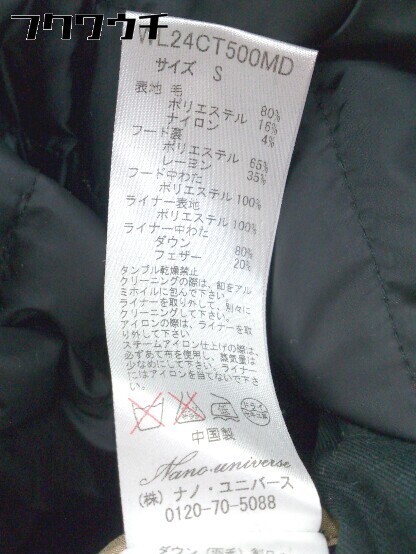 フクウウチ
WL24CT500MD
サイズ S
表地 毛 80%
ポリエステル 16%
ナイロン 4%
フード裏
ポリエステル 65%
レーヨン 35%
フード中わた
ポリエステル 100%
ライナー表地
ポリエステル 100%
ライナー中わた
ダウン 80%
フェザー 20%
タンブル乾燥禁止
クリーニングの際は、釦をアル
ミホイルに包んで下さい。
ライナーを取り外して、別々に
クリーニングして下さい。
アイロンの際は、ライナーを取
り外して下さい
スチームアイロン仕上げの際は、
必ずあて布を使用し、蒸気量は
少なめにして下さい。ライナー
にはアイロンを当てないで下さ
い。
中国製
Nano・universe
(株) ナノ・ユニバース
0120-70-5088